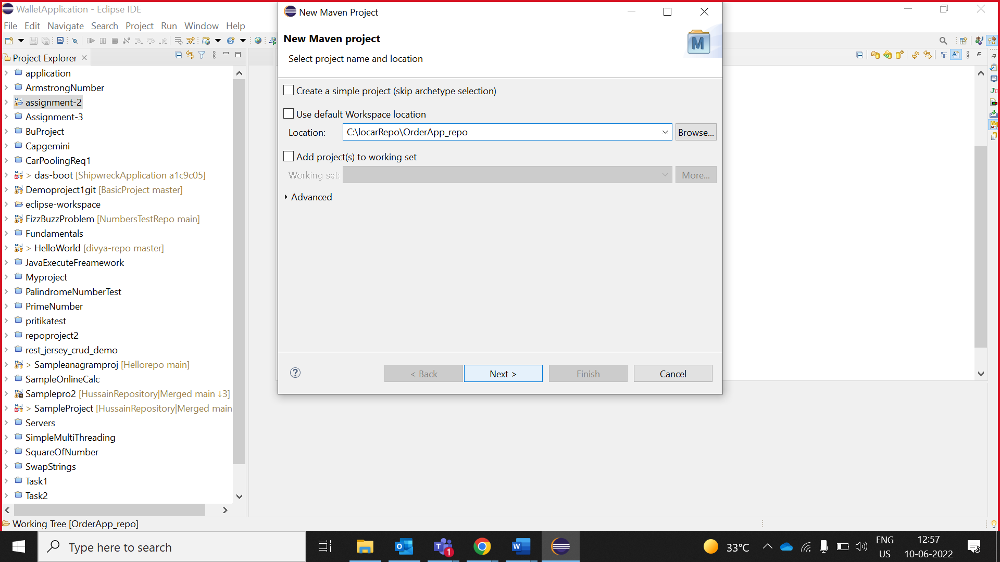 WalletApplication - Eclipse IDE
File Edit Navigate Search Project Run Window Help
Project Explorer
application
ArmstrongNumber
assignment-2
Assignment-3
BuProject
Capgemini
CarPoolingReq1
> das-boot [ShipwreckApplication a1c9c05]
Demoproject1git [BasicProject master]
eclipse-workspace
FizzBuzzProblem [NumbersTestRepo main]
Fundamentals
> HelloWorld [divya-repo master]
JavaExecuteFreamework
Myproject
PalindromeNumberTest
PrimeNumber
pritikatest
repoproject2
rest_jersey_crud_demo
> Sampleanagramproj [Hellorepo main]
SampleOnlineCalc
Samplepro2 [HussainRepository|Merged main ↓3]
> SampleProject [HussainRepository|Merged main
Servers
SimpleMultiThreading
SquareOfNumber
SwapStrings
Task1
Task2
Working Tree [OrderApp_repo]
New Maven Project
New Maven project
M
Select project name and location
Create a simple project (skip archetype selection)
Use default Workspace location
Location: C:\locarRepo\OrderApp_repo Browse...
Add project(s) to working set
Working set: More...
Advanced
< Back Next > Finish Cancel
Type here to search
1
33°C
ENG
US
12:57
10-06-2022